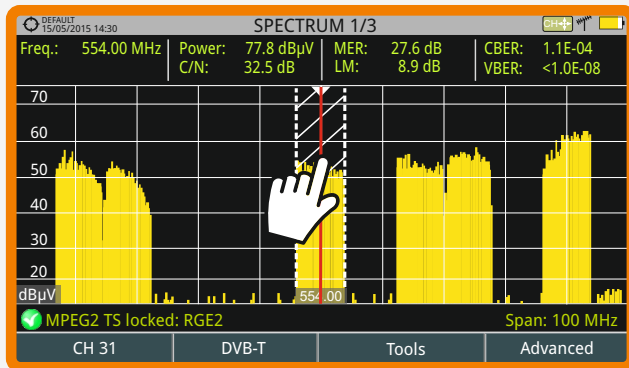 DEFAULT
15/05/2015 14:30
SPECTRUM 1/3
CH
Freq.: 554.00 MHz Power: 77.8 dBµV MER: 27.6 dB CBER: 1.1E-04
C/N: 32.5 dB LM: 8.9 dB VBER: <1.0E-08
70
60
50
40
30
20
dBµV
554.00
MPEG2 TS locked: RGE2 Span: 100 MHz
CH 31 DVB-T Tools Advanced